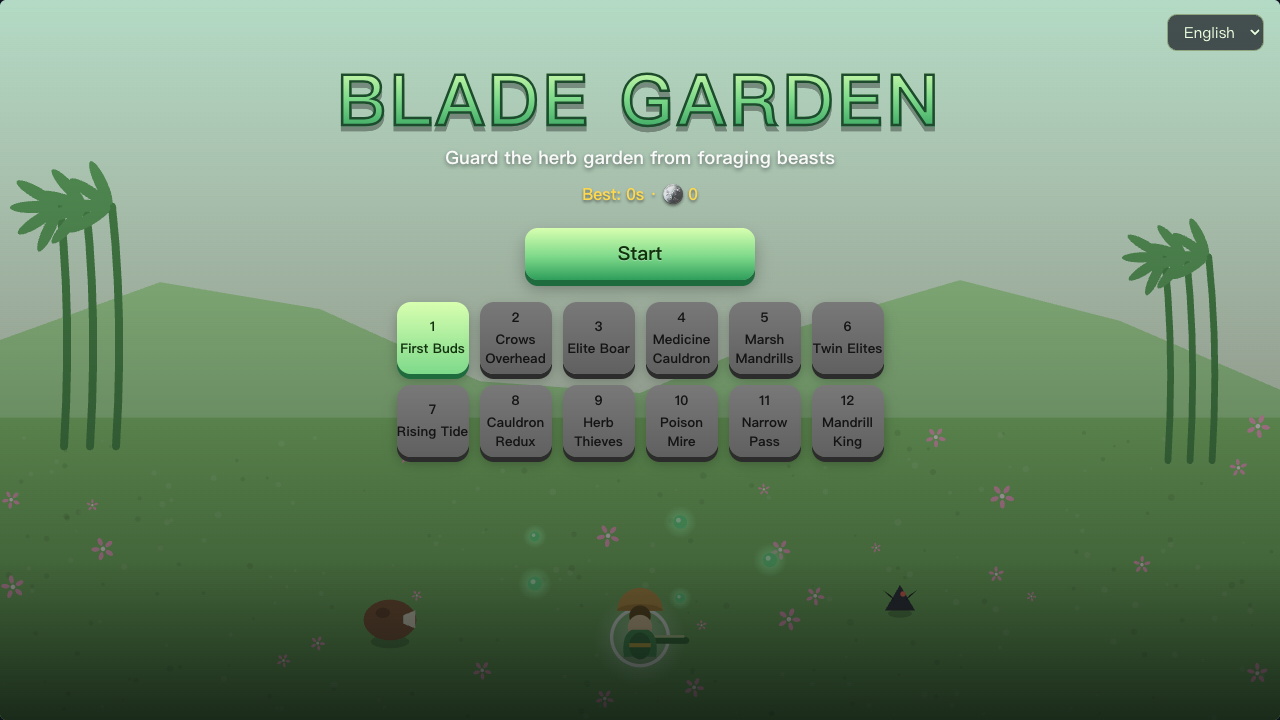 English
BLADE GARDEN
Guard the herb garden from foraging beasts
Best: 0s · 0
Start
1
First Buds
2
Crows
Overhead
3
Elite Boar
4
Medicine
Cauldron
5
Marsh
Mandrills
6
Twin Elites
7
Rising Tide
8
Cauldron
Redux
9
Herb
Thieves
10
Poison
Mire
11
Narrow
Pass
12
Mandrill
King